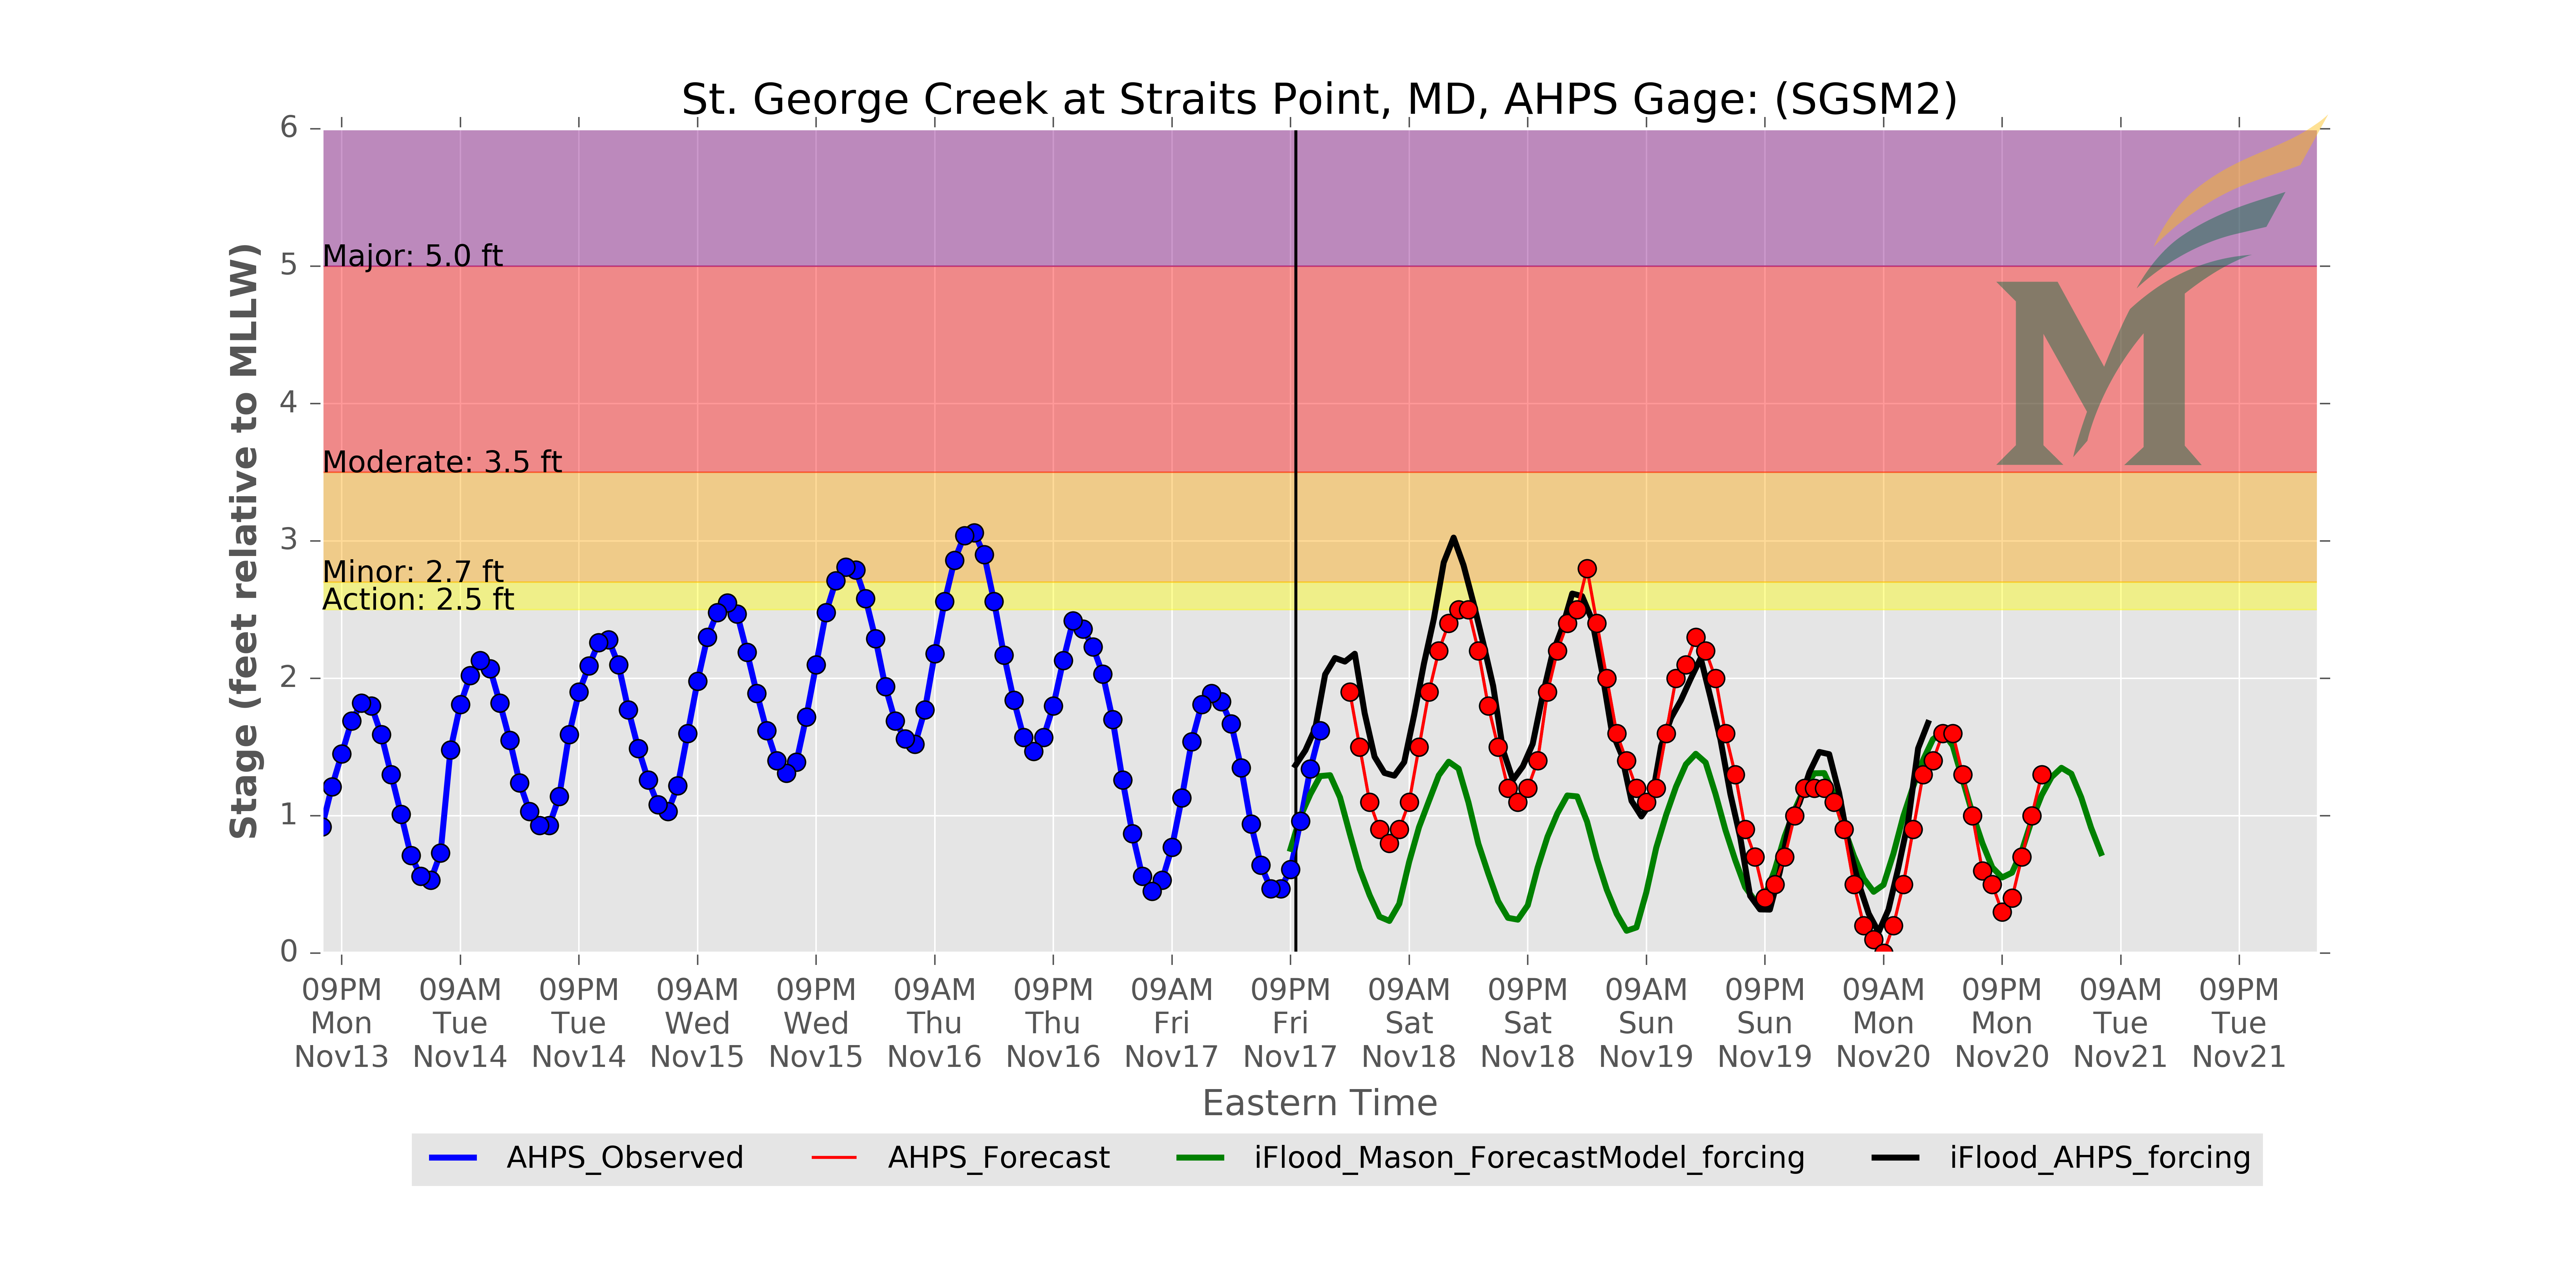 St. George Creek at Straits Point, MD, AHPS Gage: (SGSM2)
Stage (feet relative to MLLW)
6
5
4
3
2
1
0
Major: 5.0 ft
Moderate: 3.5 ft
Minor: 2.7 ft
Action: 2.5 ft
M
09PM 09AM 09PM 09AM 09PM 09AM 09PM 09AM 09PM 09AM 09PM 09AM 09PM 09AM 09PM 09AM 09PM
Mon Tue Tue Wed Wed Thu Thu Fri Fri Sat Sat Sun Sun Mon Mon Tue Tue
Nov13 Nov14 Nov14 Nov15 Nov15 Nov16 Nov16 Nov17 Nov17 Nov18 Nov18 Nov19 Nov19 Nov20 Nov20 Nov21 Nov21
Eastern Time
AHPS_Observed AHPS_Forecast iFlood_Mason_ForecastModel_forcing iFlood_AHPS_forcing